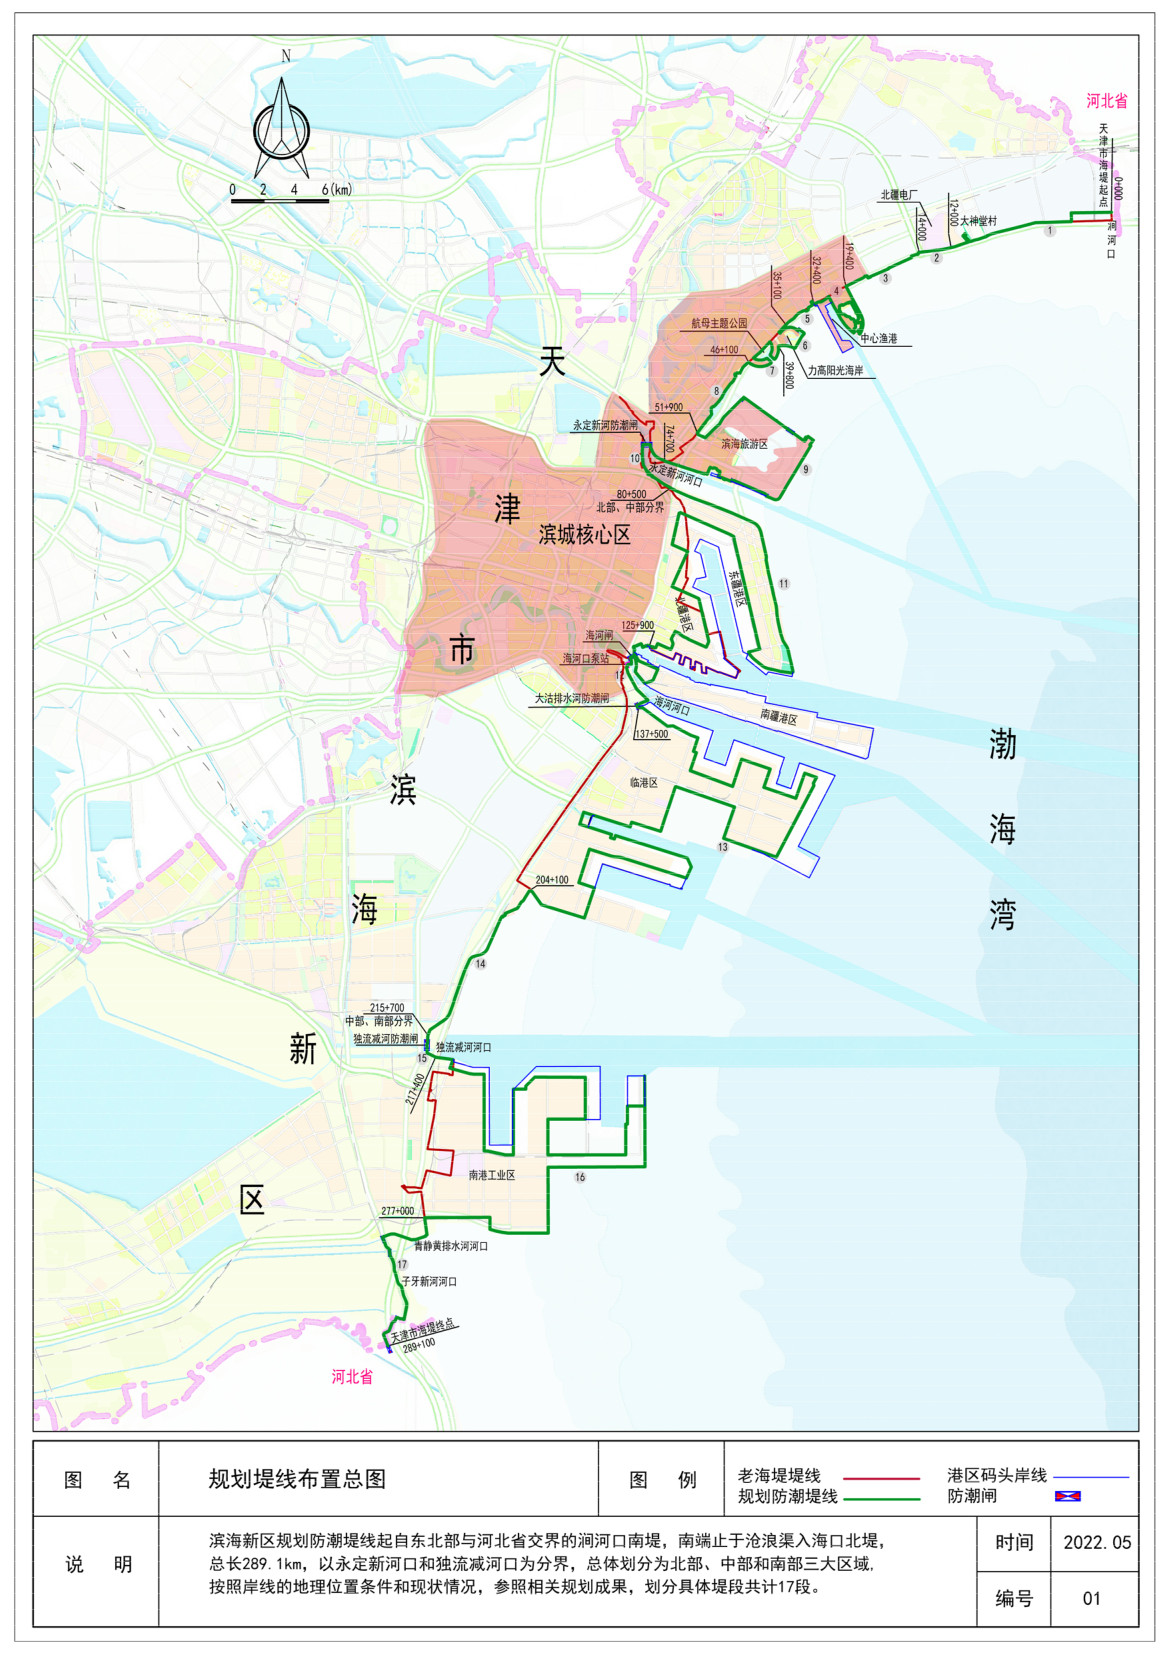 N
0 2 4 6(km)
河北省
天津市海堤起点
0+000
涧河口
北疆电厂
14+000
12+000
大神堂村
1
2
3
19+400
32+400
35+100
4
5
6
7
8
中心渔港
航母主题公园
46+100
39+800
力高阳光海岸
天
51+900
永定新河防潮闸
74+700
滨海旅游区
9
10
永定新河河口
80+500
北部、中部分界
津
滨城核心区
东疆港区
11
北疆港区
125+900
海河闸
市
海河口泵站
12
大沽排水河防潮闸
海河河口
南疆港区
137+500
渤
海
湾
临港区
滨
13
204+100
海
14
215+700
中部、南部分界
独流减河防潮闸
独流减河河口
15
217+400
新
南港工业区
16
区
277+000
青静黄排水河河口
17
子牙新河河口
天津市海堤终点
289+100
河北省
图 名
规划堤线布置总图
图 例
老海堤堤线
港区码头岸线
规划防潮堤线
防潮闸
说 明
滨海新区规划防潮堤线起自东北部与河北省交界的涧河口南堤，南端止于沧浪渠入海口北堤，
总长289.1km，以永定新河口和独流减河口为分界，总体划分为北部、中部和南部三大区域，
按照岸线的地理位置条件和现状情况，参照相关规划成果，划分具体堤段共计17段。
时间
2022.05
编号
01